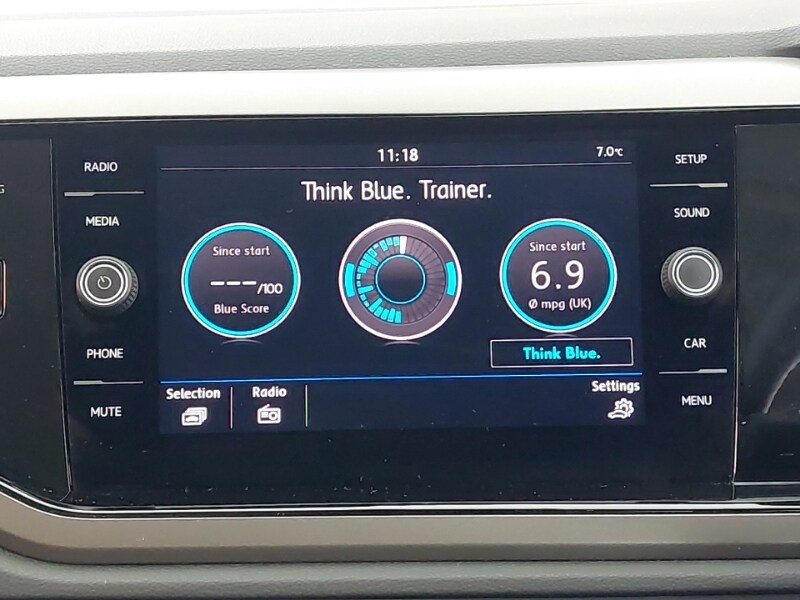 11:18
7.0°C
Think Blue. Trainer.
Since start
---/100
Blue Score
Since start
6.9
Ø mpg (UK)
Think Blue.
Selection
Radio
Settings
RADIO
MEDIA
PHONE
MUTE
SETUP
SOUND
CAR
MENU